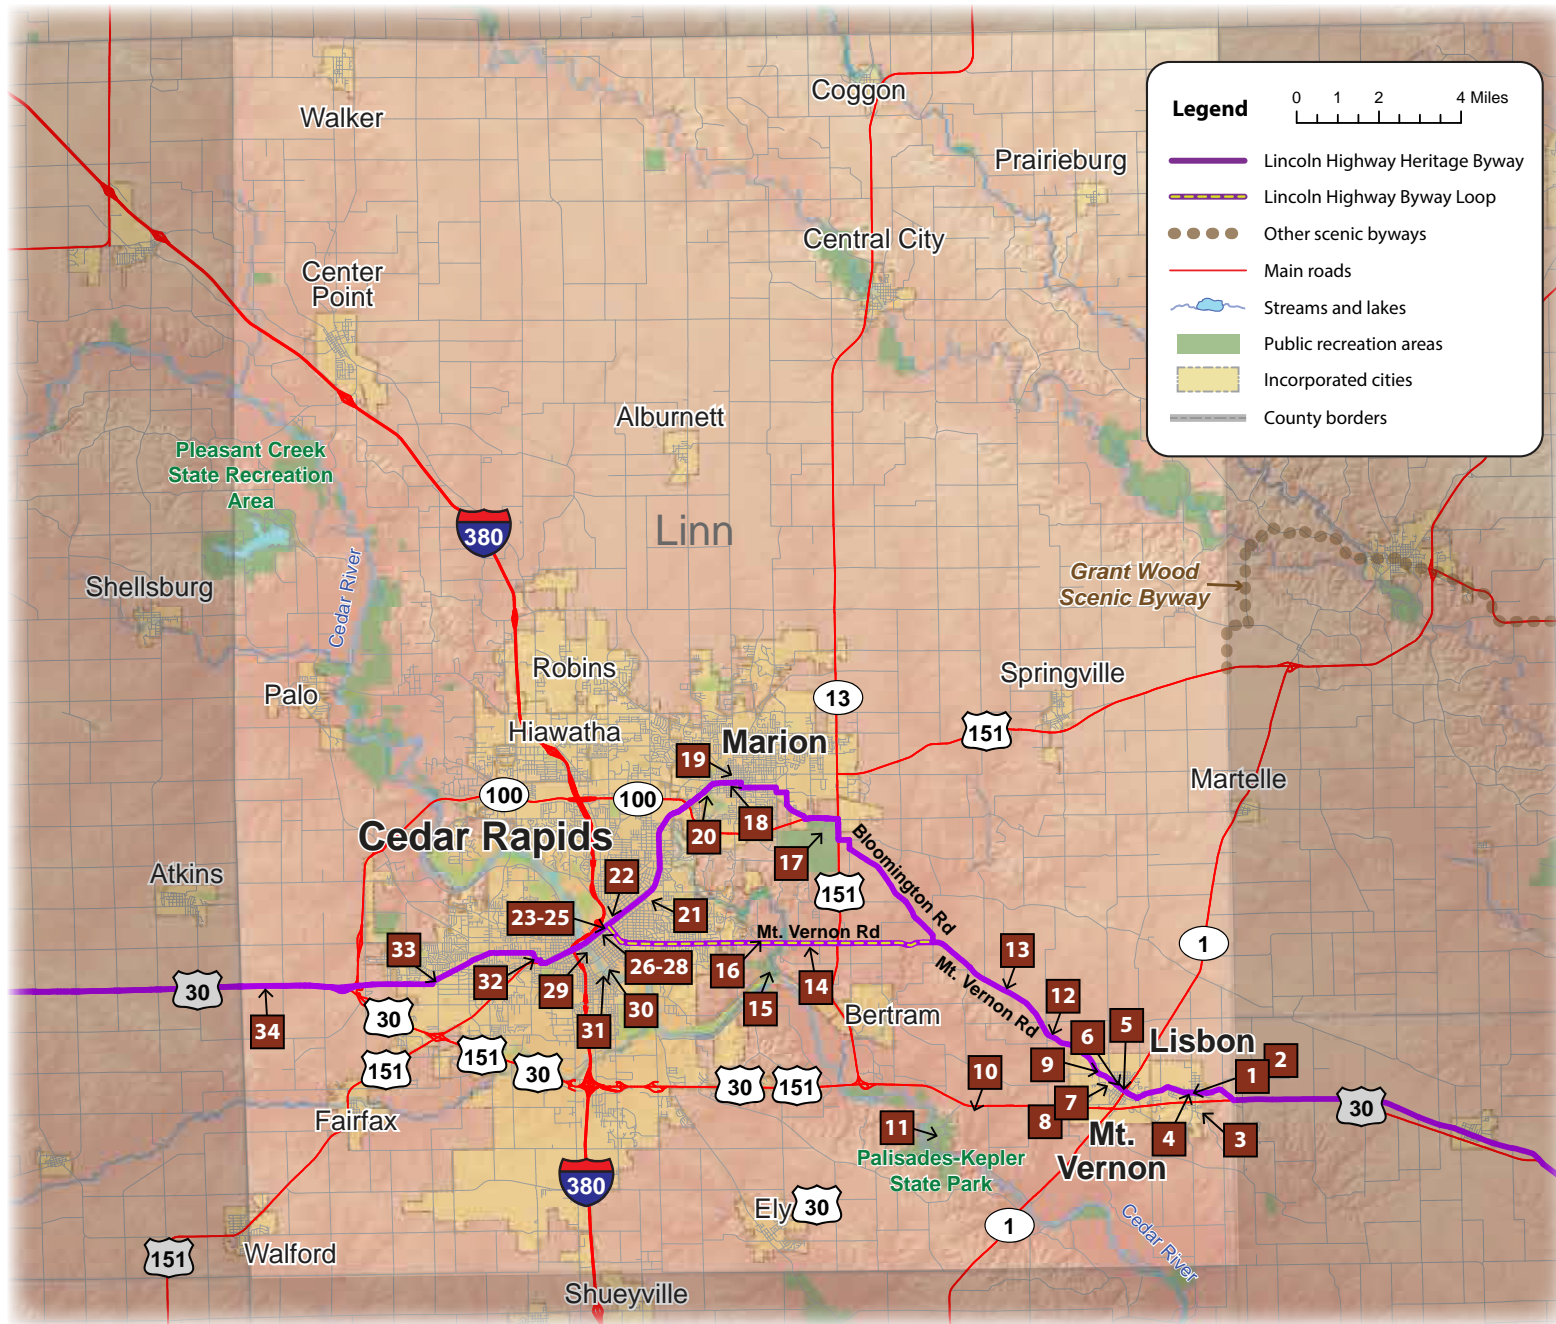 Legend
0 1 2 4 Miles
Lincoln Highway Heritage Byway
Lincoln Highway Byway Loop
Other scenic byways
Main roads
Streams and lakes
Public recreation areas
Incorporated cities
County borders
Walker
Coggon
Prairieburg
Central City
Center
Point
Alburnett
Pleasant Creek
State Recreation
Area
380
Linn
Cedar River
Shellsburg
Grant Wood
Scenic Byway
Robins
Springville
Palo
13
151
Hiawatha
Marion
19
Martelle
100
100
18
20
Cedar Rapids
17
Bloomington Rd
Atkins
22
151
23-25
21
Mt. Vernon Rd
1
33
13
26-28
16
32
29
14
Mt. Vernon Rd
30
12
15
30
34
30
31
Bertram
5
6
Lisbon
151
151
30
9
10
2
1
30
151
7
30
Fairfax
11
8
Mt.
Vernon
4
3
Palisades-Kepler
State Park
380
Ely
30
1
Cedar River
151
Walford
Shueyville